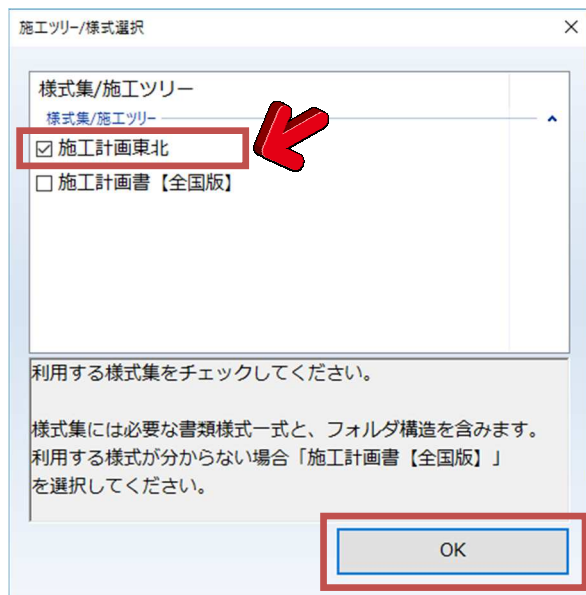 施工ツリー/様式選択
様式集/施工ツリー
様式集/施工ツリー
施工計画東北
施工計画書【全国版】
利用する様式集をチェックしてください。
様式集には必要な書類様式一式と、フォルダ構造を含みます。
利用する様式が分からない場合「施工計画書【全国版】」
を選択してください。
OK